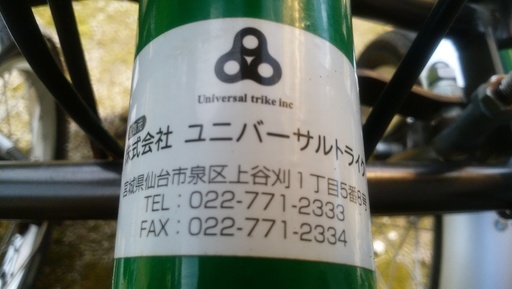 Universal trike inc
株式会社 ユニバーサルトライク
宮城県仙台市泉区上谷刈1丁目5番8号
TEL：022-771-2333
FAX：022-771-2334